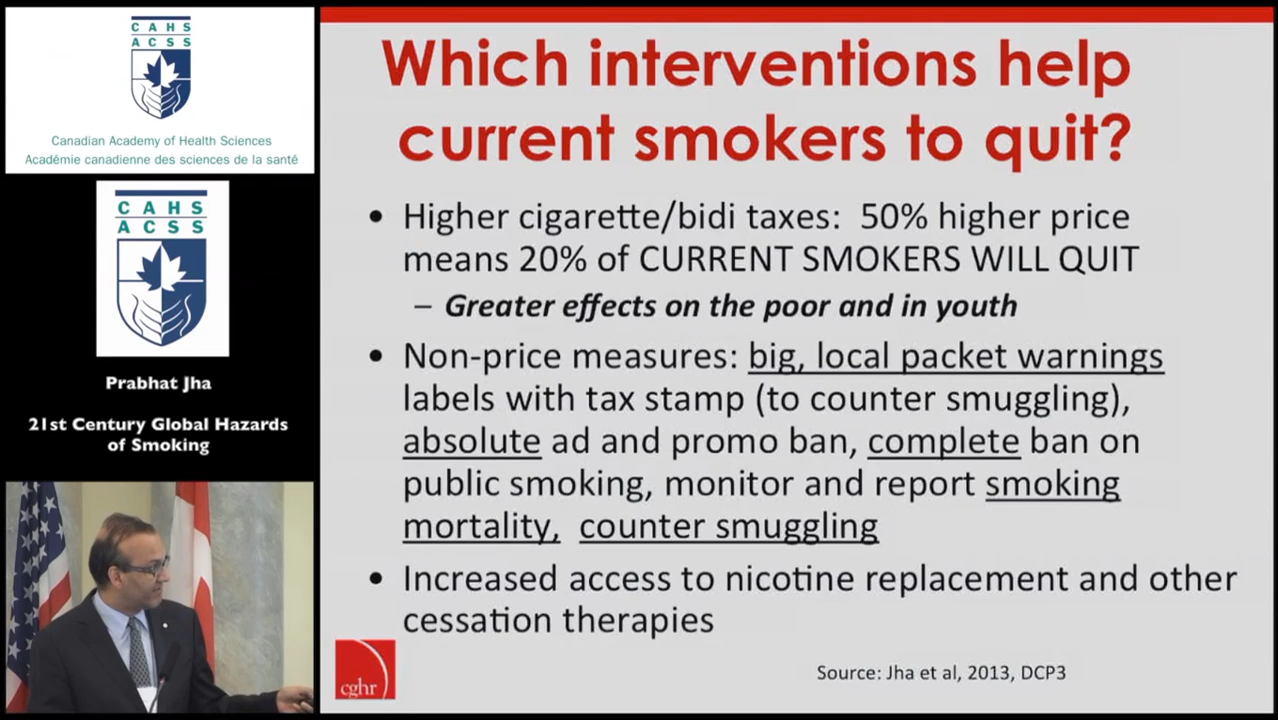 CAHS
ACSS
Canadian Academy of Health Sciences
Académie canadienne des sciences de la santé
CAHS
ACSS
Prabhat Jha
21st Century Global Hazards
of Smoking
Which interventions help
current smokers to quit?
• Higher cigarette/bidi taxes: 50% higher price
means 20% of CURRENT SMOKERS WILL QUIT
– Greater effects on the poor and in youth
• Non-price measures: big, local packet warnings
labels with tax stamp (to counter smuggling),
absolute ad and promo ban, complete ban on
public smoking, monitor and report smoking
mortality, counter smuggling
• Increased access to nicotine replacement and other
cessation therapies
cghr
Source: Jha et al, 2013, DCP3